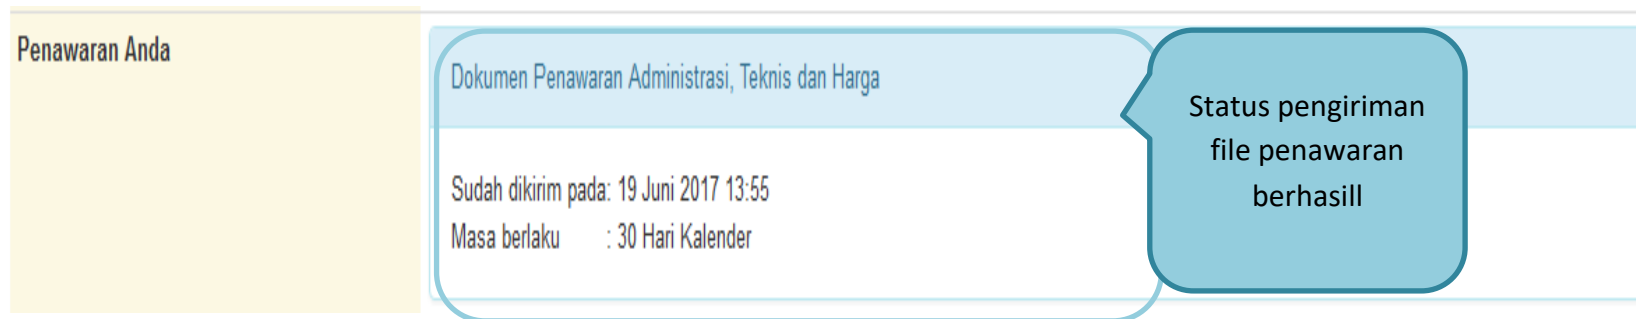 Penawaran Anda
Dokumen Penawaran Administrasi, Teknis dan Harga
Sudah dikirim pada: 19 Juni 2017 13:55
Masa berlaku : 30 Hari Kalender
Status pengiriman
file penawaran
berhasill